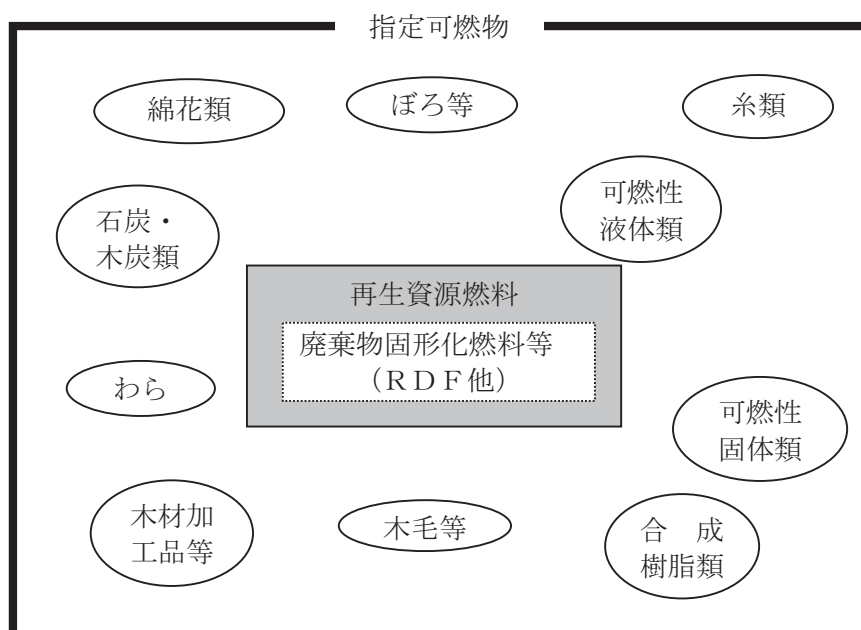 指定可燃物
綿花類
ぼろ等
糸類
可燃性
液体類
石炭・
木炭類
再生資源燃料
廃棄物固形化燃料等
（ＲＤＦ他）
わら
可燃性
固体類
木材加
工品等
木毛等
合　成
樹脂類